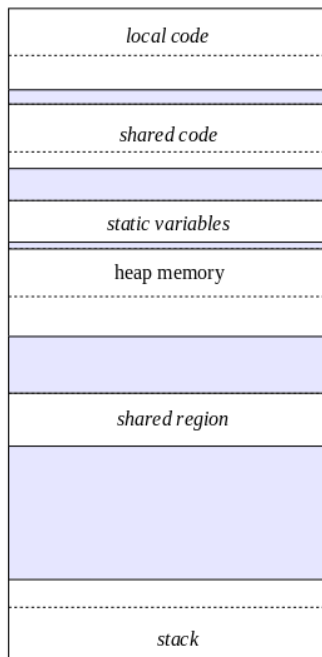 local code
shared code
static variables
heap memory
shared region
stack